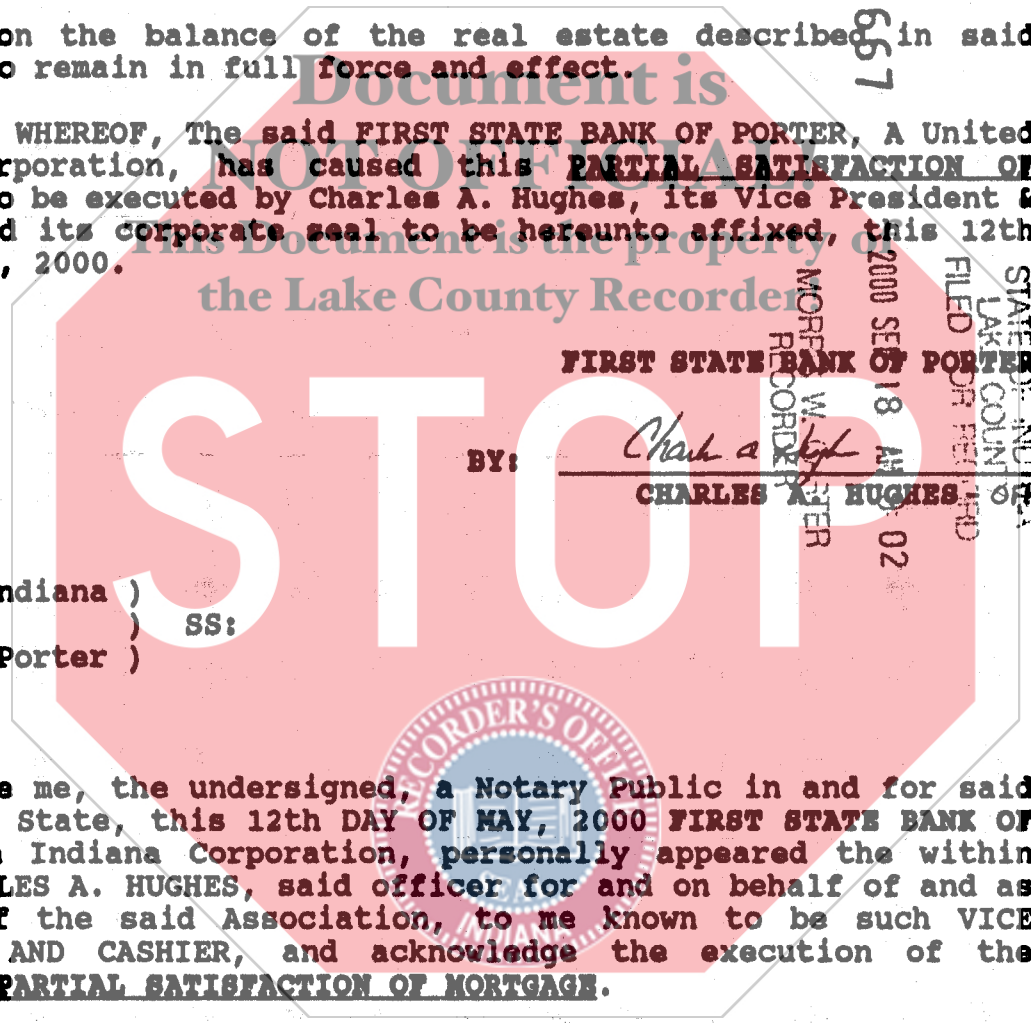 on the balance of the real estate described in said
o remain in full force and effect.
Document is
WHEREOF, The said FIRST STATE BANK OF PORTER, A United
NOT OFFICIAL!
rporation, has caused this PARTIAL SATISFACTION OF
o be executed by Charles A. Hughes, its Vice President &
d its corporate seal to be hereunto affixed, this 12th
This Document is the property of
, 2000.
the Lake County Recorder!
657
STATE OF INDIANA
LAKE COUNTY
FILED FOR RECORD
2000 SEP 18 AM 9: 02
MORRIS W. CARTER
RECORDER
FIRST STATE BANK OF PORTER
STOP
BY:
CHARLES A. HUGHES
ndiana )
) SS:
Porter )
RECORDER'S OFFICE
e me, the undersigned, a Notary Public in and for said
State, this 12th DAY OF MAY, 2000 FIRST STATE BANK OF
Indiana Corporation, personally appeared the within
LES A. HUGHES, said officer for and on behalf of and as
f the said Association, to me known to be such VICE
SEAL
INDIANA
AND CASHIER, and acknowledge the execution of the
PARTIAL SATISFACTION OF MORTGAGE.